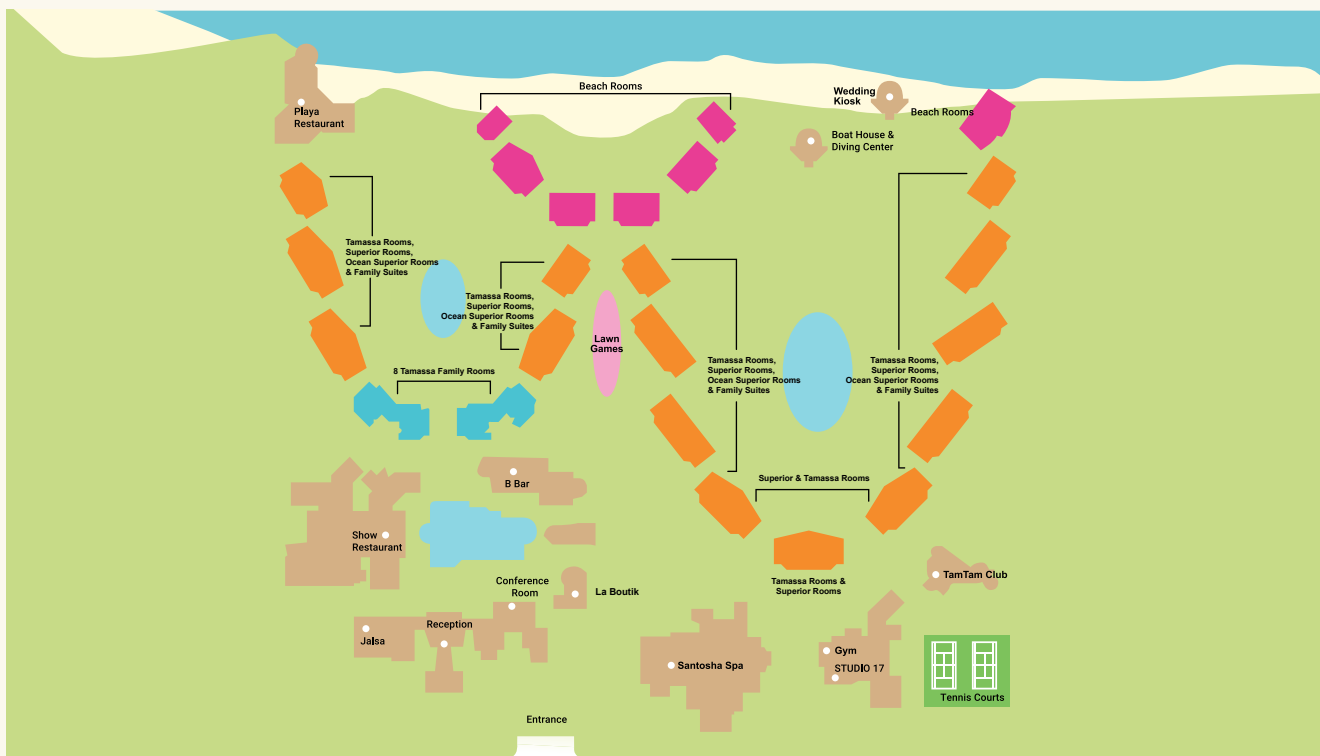 Beach Rooms
Wedding
Kiosk
Beach Rooms
Playa
Restaurant
Boat House &
Diving Center
Tamassa Rooms,
Superior Rooms,
Ocean Superior Rooms
& Family Suites
Tamassa Rooms,
Superior Rooms,
Ocean Superior Rooms
& Family Suites
Lawn
Games
Tamassa Rooms,
Superior Rooms,
Ocean Superior Rooms
& Family Suites
Tamassa Rooms,
Superior Rooms,
Ocean Superior Rooms
& Family Suites
8 Tamassa Family Rooms
B Bar
Superior & Tamassa Rooms
Show
Restaurant
Tamassa Rooms &
Superior Rooms
TamTam Club
Conference
Room
La Boutik
Reception
Jalsa
Santosha Spa
Gym
STUDIO 17
Tennis Courts
Entrance